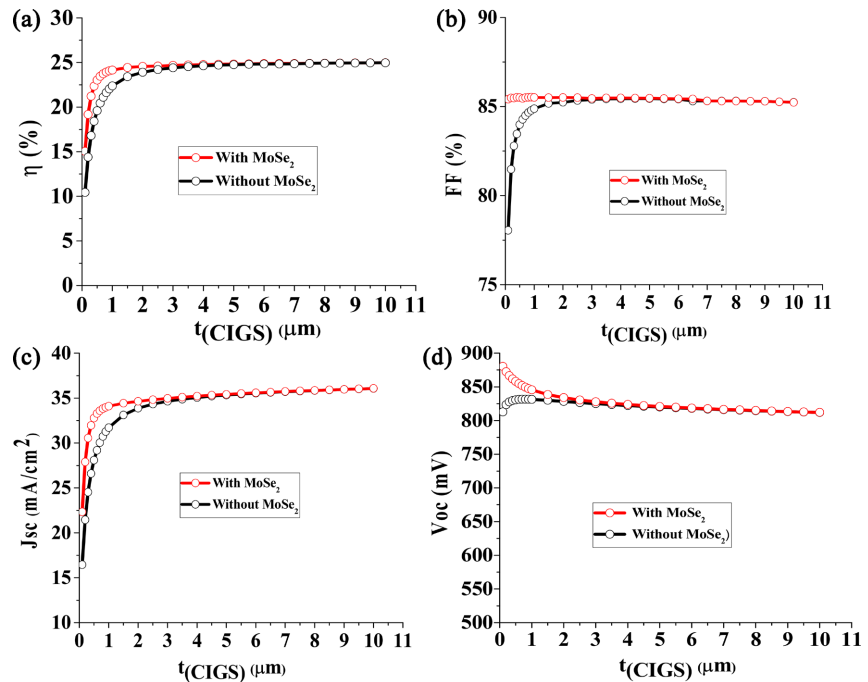 (a)
30
25
20
15
10
5
0
η (%)
With MoSe2
Without MoSe2
0 1 2 3 4 5 6 7 8 9 10 11
t(CIGS) (μm)
(b)
90
85
80
75
FF (%)
With MoSe2
Without MoSe2
0 1 2 3 4 5 6 7 8 9 10 11
t(CIGS) (μm)
(c)
40
35
30
25
20
15
10
Jsc (mA/cm2
With MoSe2
Without MoSe2
0 1 2 3 4 5 6 7 8 9 10 11
t(CIGS) (μm)
(d)
900
850
800
750
700
650
600
550
500
Voc (mV)
With MoSe2
Without MoSe2)
0 1 2 3 4 5 6 7 8 9 10 11
t(CIGS) (μm)